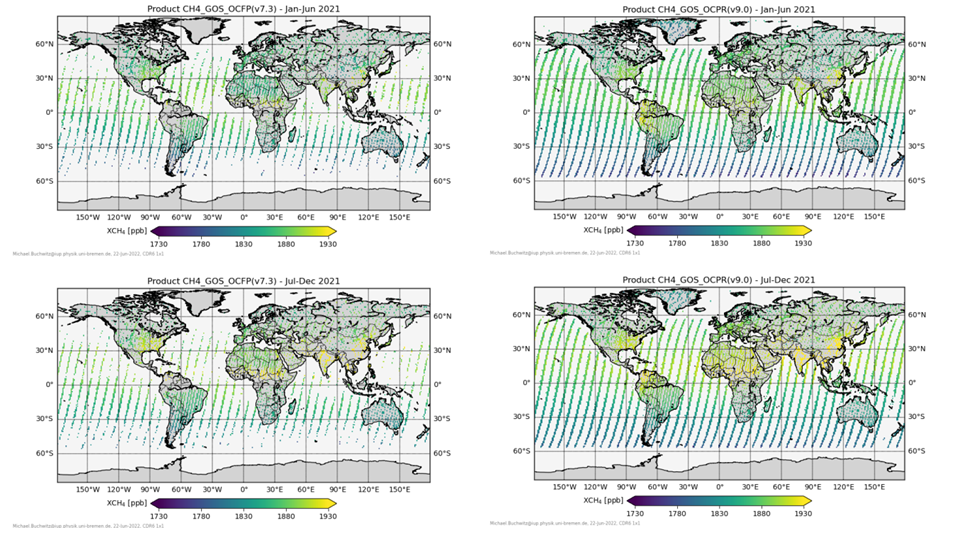 Product CH4_GOS_OCFP(v7.3) - Jan-Jun 2021
60°N 60°N
30°N 30°N
0° 0°
30°S 30°S
60°S 60°S
150°W 120°W 90°W 60°W 30°W 0° 30°E 60°E 90°E 120°E 150°E
XCH₄ [ppb]
1730 1780 1830 1880 1930
Michael.Buchwitz@iup.physik.uni-bremen.de, 22-Jun-2022, CDR6 1x1
Product CH4_GOS_OCPR(v9.0) - Jan-Jun 2021
60°N 60°N
30°N 30°N
0° 0°
30°S 30°S
60°S 60°S
150°W 120°W 90°W 60°W 30°W 0° 30°E 60°E 90°E 120°E 150°E
XCH₄ [ppb]
1730 1780 1830 1880 1930
Michael.Buchwitz@iup.physik.uni-bremen.de, 22-Jun-2022, CDR6 1x1
Product CH4_GOS_OCFP(v7.3) - Jul-Dec 2021
60°N 60°N
30°N 30°N
0° 0°
30°S 30°S
60°S 60°S
150°W 120°W 90°W 60°W 30°W 0° 30°E 60°E 90°E 120°E 150°E
XCH₄ [ppb]
1730 1780 1830 1880 1930
Michael.Buchwitz@iup.physik.uni-bremen.de, 22-Jun-2022, CDR6 1x1
Product CH4_GOS_OCPR(v9.0) - Jul-Dec 2021
60°N 60°N
30°N 30°N
0° 0°
30°S 30°S
60°S 60°S
150°W 120°W 90°W 60°W 30°W 0° 30°E 60°E 90°E 120°E 150°E
XCH₄ [ppb]
1730 1780 1830 1880 1930
Michael.Buchwitz@iup.physik.uni-bremen.de, 22-Jun-2022, CDR6 1x1